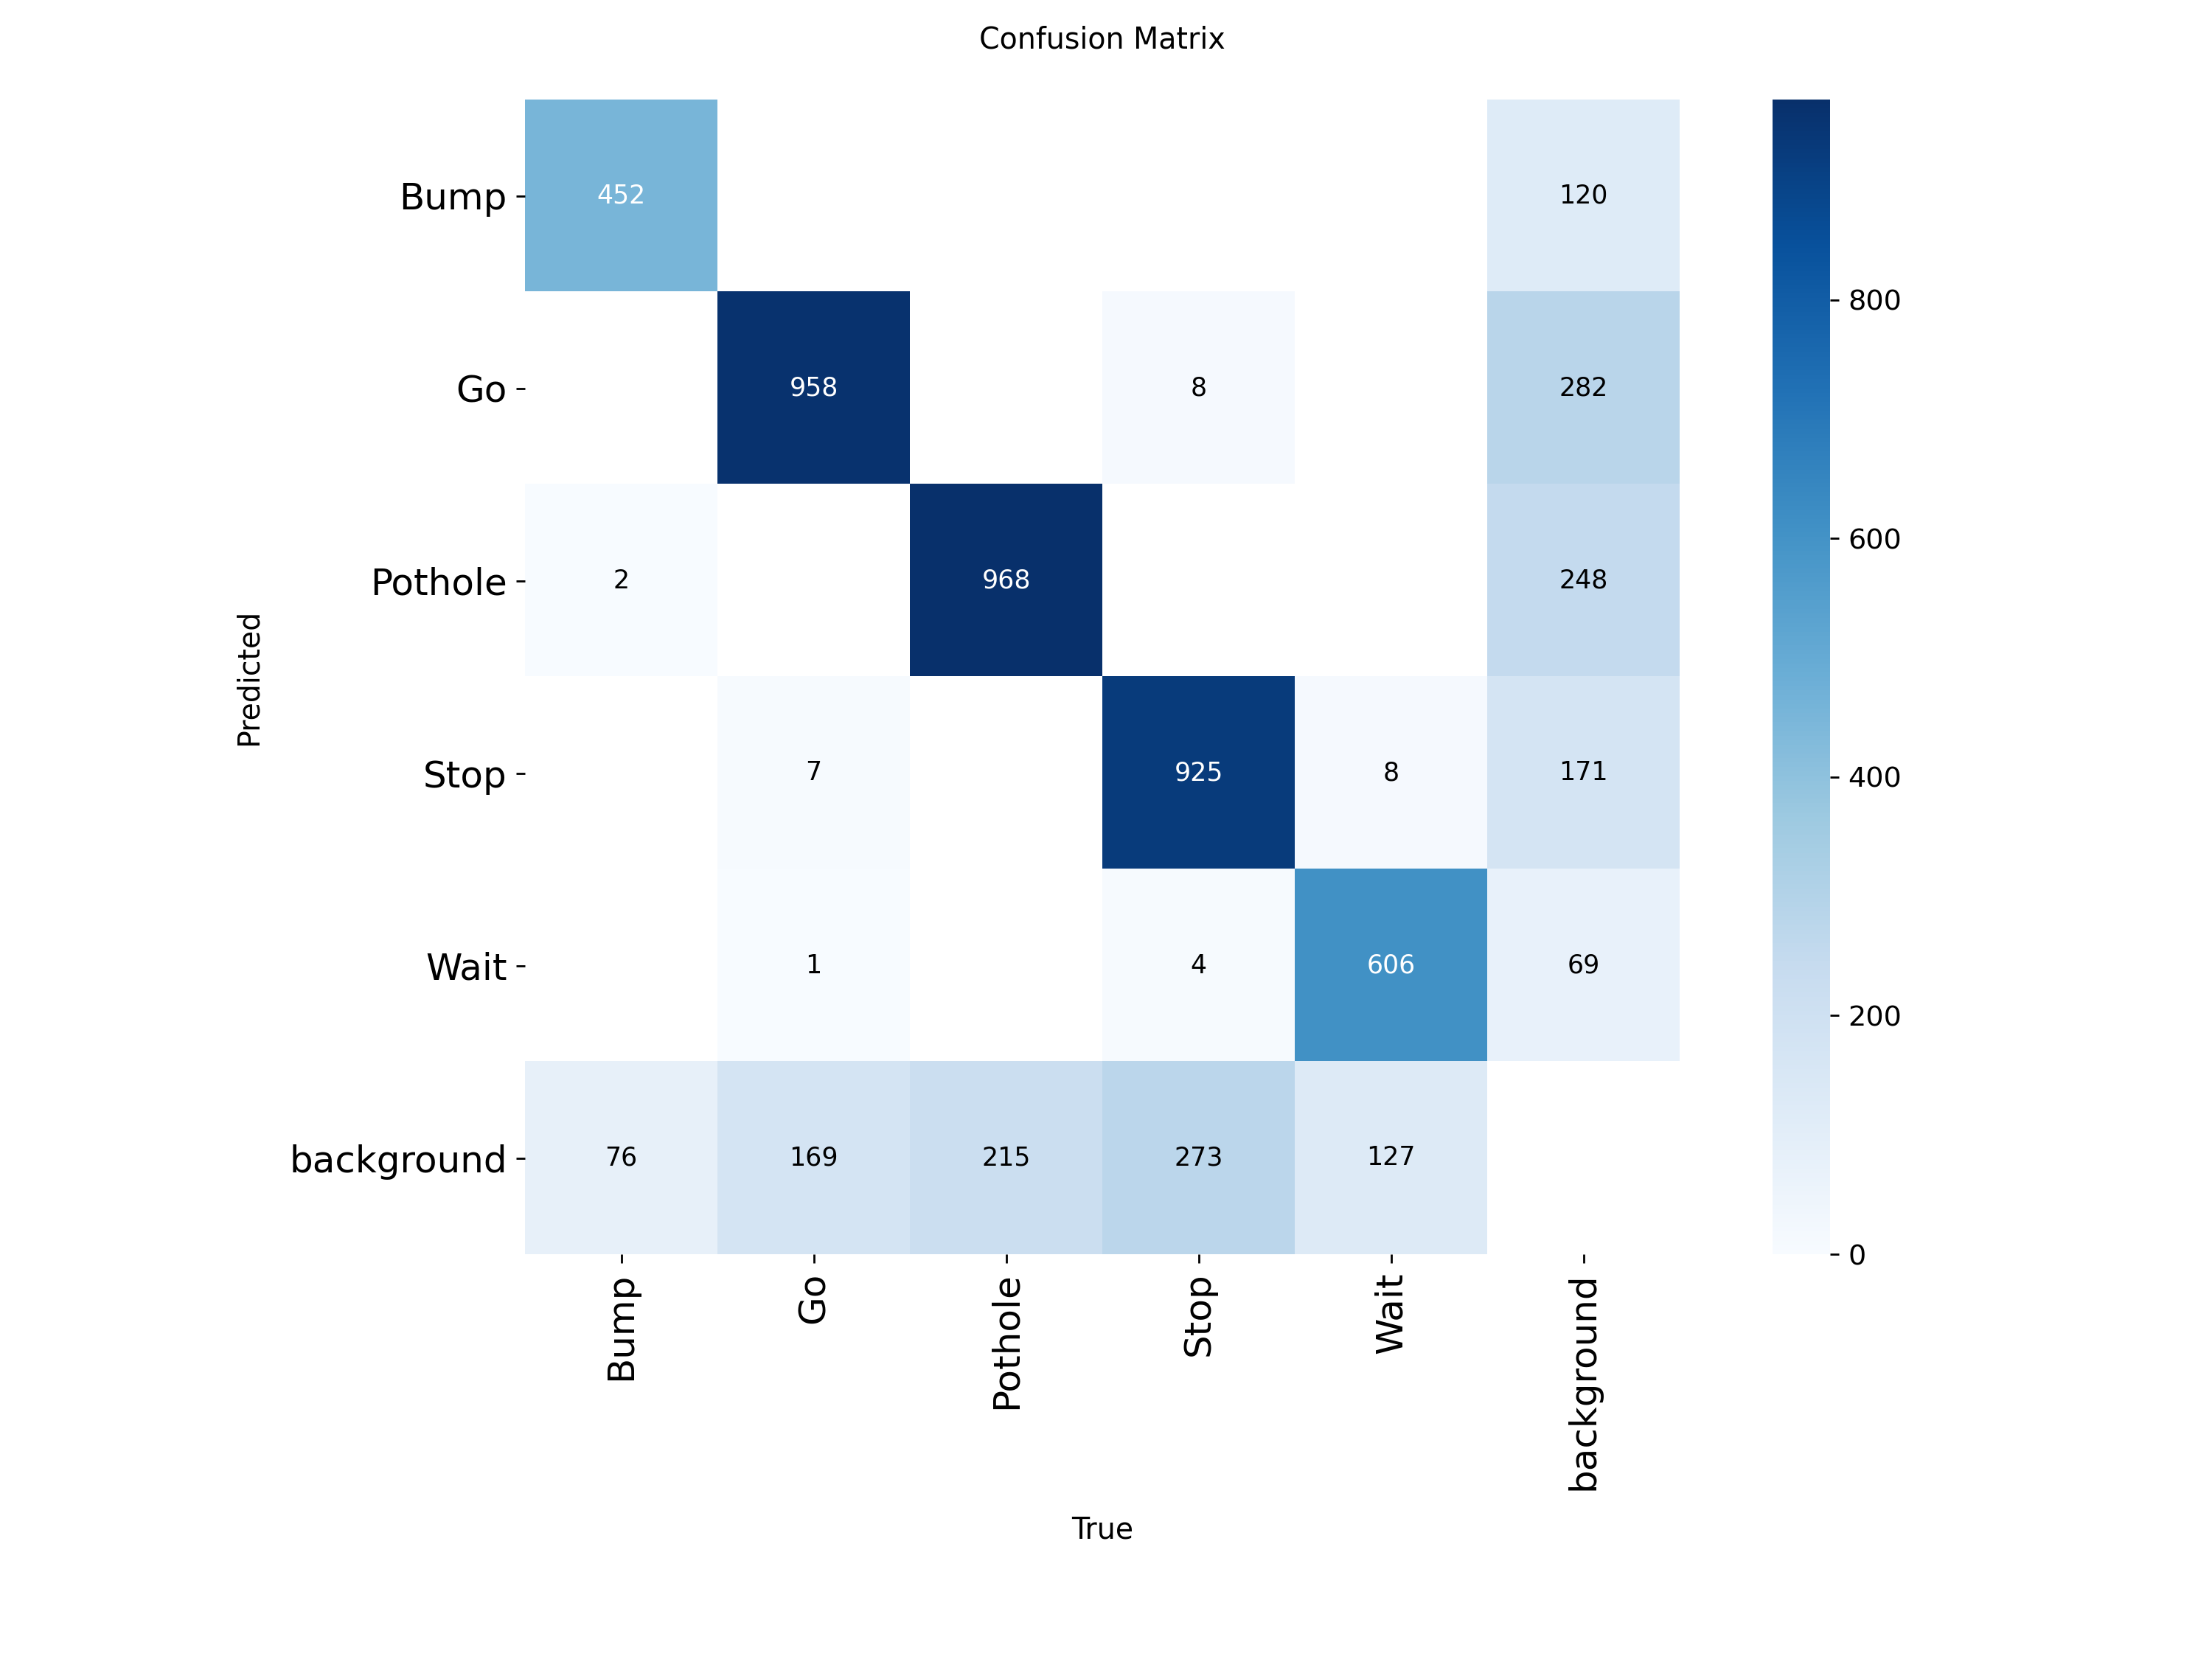 Confusion Matrix
Bump 452 120
Go 958 8 282
Pothole 2 968 248
Stop 7 925 8 171
Wait 1 4 606 69
background 76 169 215 273 127
Bump Go Pothole Stop Wait background
True
Predicted
800
600
400
200
0